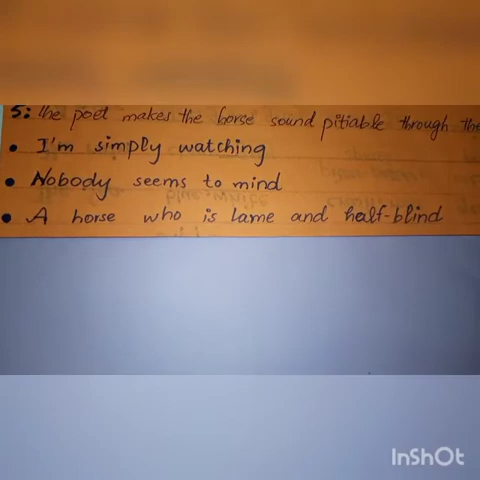 5: the poet makes the horse sound pitiable through the
• I'm simply watching
• Nobody seems to mind
• A horse who is lame and half-blind
InShOt